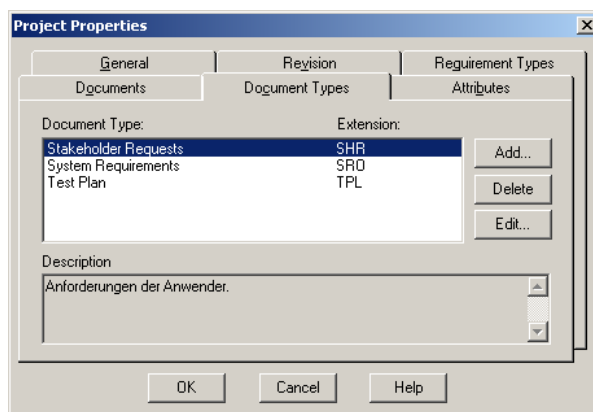 Project Properties
General Revision Requirement Types
Documents Document Types Attributes
Document Type: Extension:
Stakeholder Requests SHR
System Requirements SRO
Test Plan TPL
Add...
Delete
Edit...
Description
Anforderungen der Anwender.
OK Cancel Help